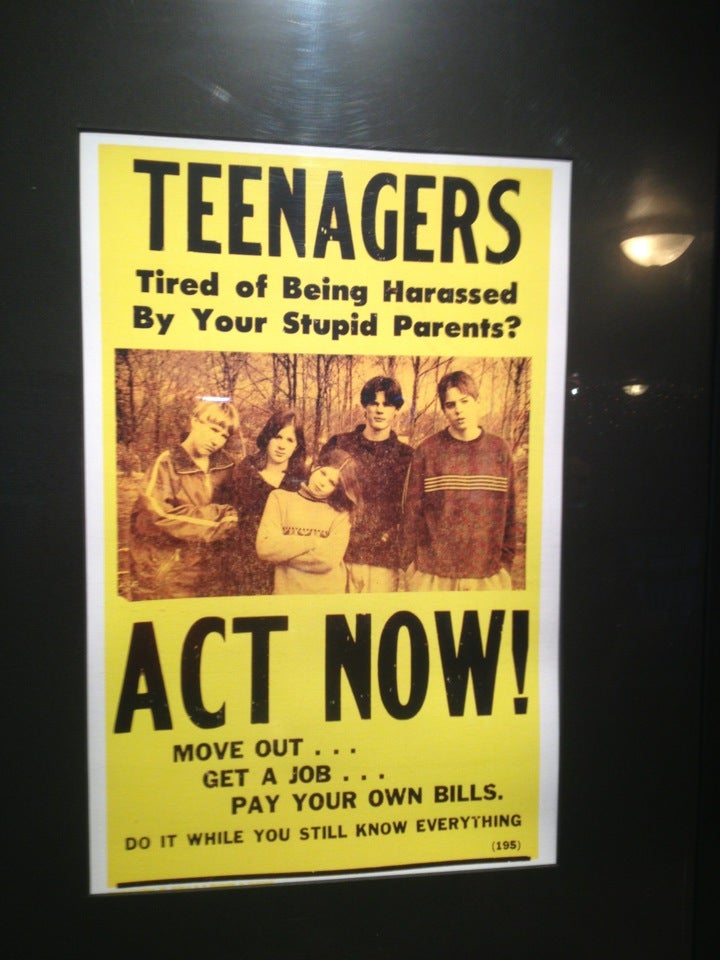 TEENAGERS
Tired of Being Harassed
By Your Stupid Parents?
ACT NOW!
MOVE OUT . . .
GET A JOB . . .
PAY YOUR OWN BILLS.
DO IT WHILE YOU STILL KNOW EVERYTHING
(195)